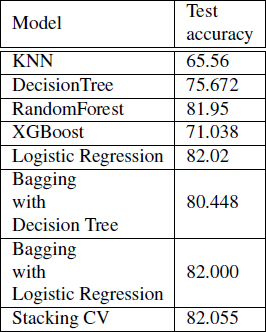 Model Test
accuracy
KNN 65.56
DecisionTree 75.672
RandomForest 81.95
XGBoost 71.038
Logistic Regression 82.02
Bagging
with 80.448
Decision Tree
Bagging
with 82.000
Logistic Regression
Stacking CV 82.055